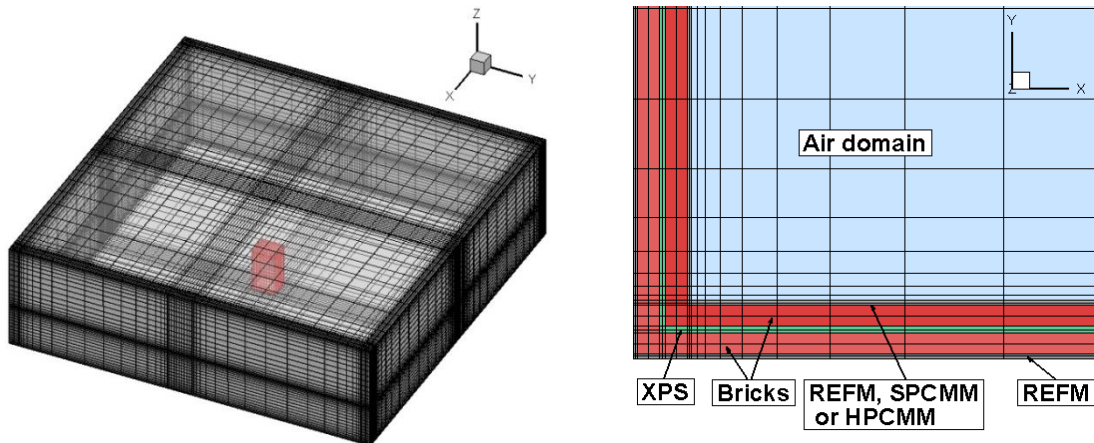 Z
Y
X
Y
Z
X
Air domain
XPS
Bricks
REFM, SPCMM
or HPCMM
REFM